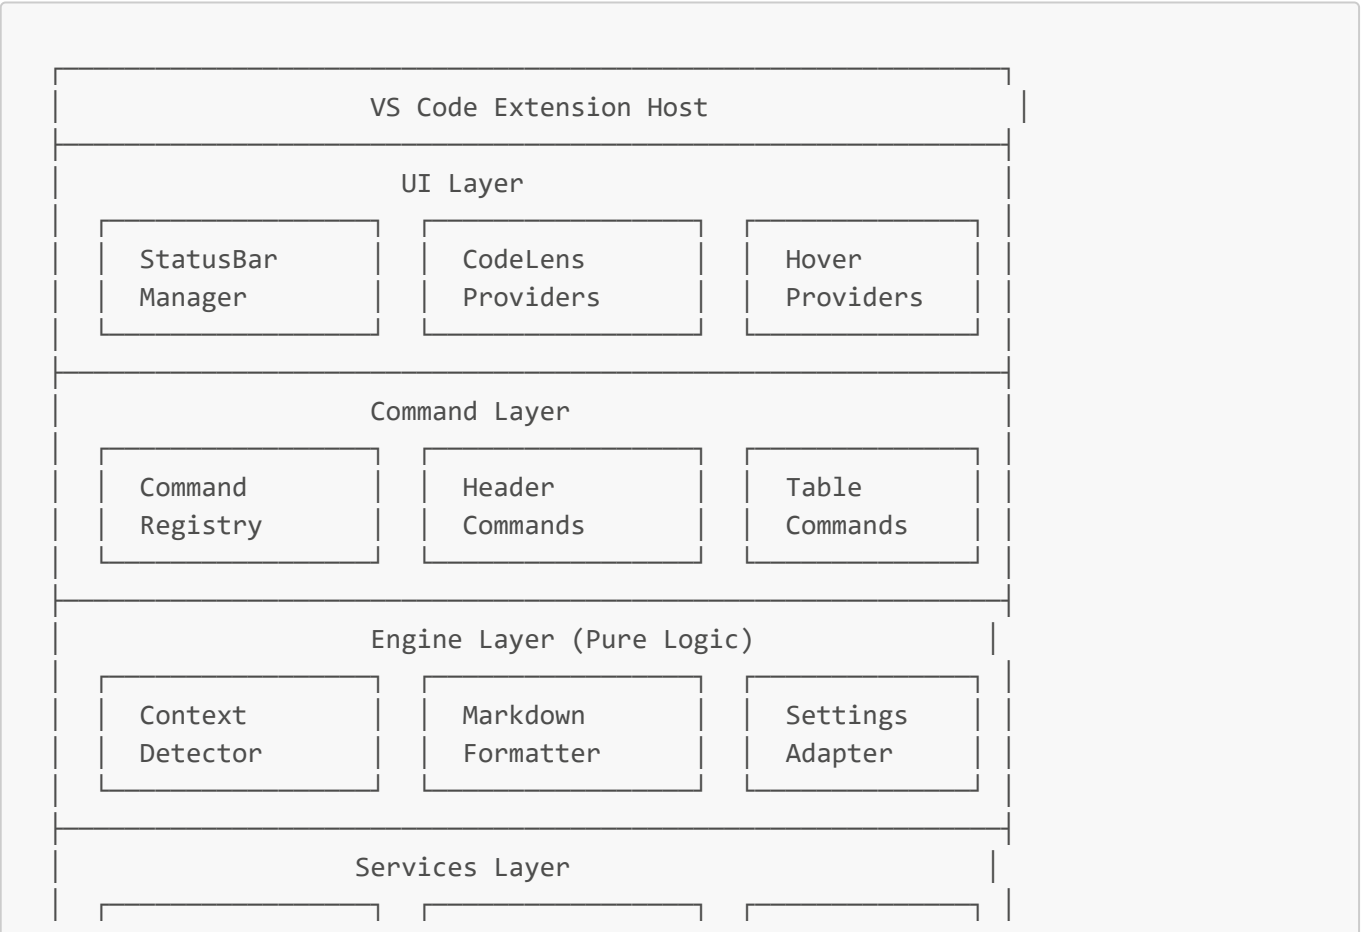 VS Code Extension Host
UI Layer
StatusBar CodeLens Hover
Manager Providers Providers
Command Layer
Command Header Table
Registry Commands Commands
Engine Layer (Pure Logic)
Context Markdown Settings
Detector Formatter Adapter
Services Layer